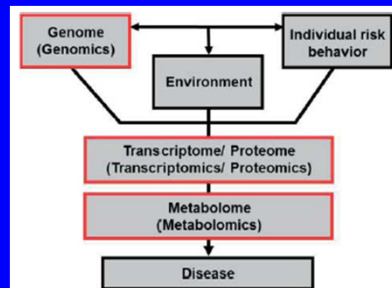 Genome
(Genomics)
Individual risk
behavior
Environment
Transcriptome/ Proteome
(Transcriptomics/ Proteomics)
Metabolome
(Metabolomics)
Disease